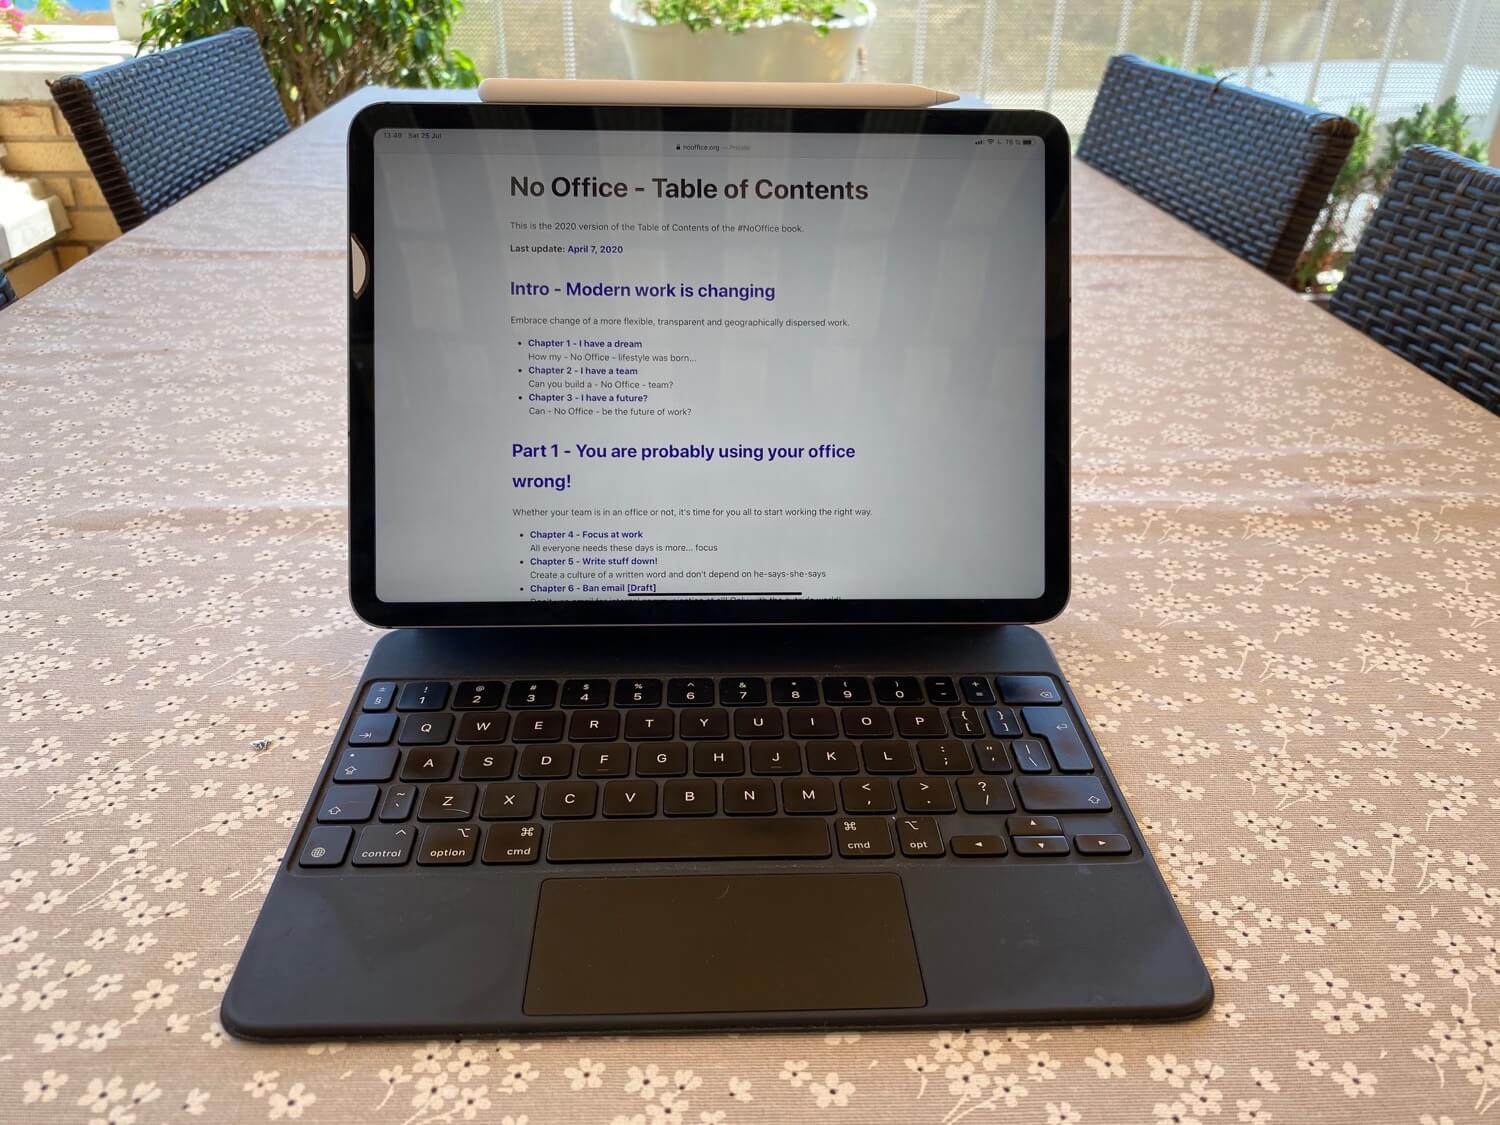 13:49 Sat 25 Jul
nooffice.org — Private
76 %
No Office - Table of Contents
This is the 2020 version of the Table of Contents of the #NoOffice book.
Last update: April 7, 2020
Intro - Modern work is changing
Embrace change of a more flexible, transparent and geographically dispersed work.
• Chapter 1 - I have a dream
How my - No Office - lifestyle was born...
• Chapter 2 - I have a team
Can you build a - No Office - team?
• Chapter 3 - I have a future?
Can - No Office - be the future of work?
Part 1 - You are probably using your office
wrong!
Whether your team is in an office or not, it's time for you all to start working the right way.
• Chapter 4 - Focus at work
All everyone needs these days is more... focus
• Chapter 5 - Write stuff down!
Create a culture of a written word and don't depend on he-says-she-says
• Chapter 6 - Ban email [Draft]
± ! @ # $ % ^ & * ( ) — +
§ 1 2 3 4 5 6 7 8 9 0 - =
Q W E R T Y U I O P { [ } ]
A S D F G H J K L : ; " ' | \
~ ` Z X C V B N M < , > . ? /
control option cmd cmd opt